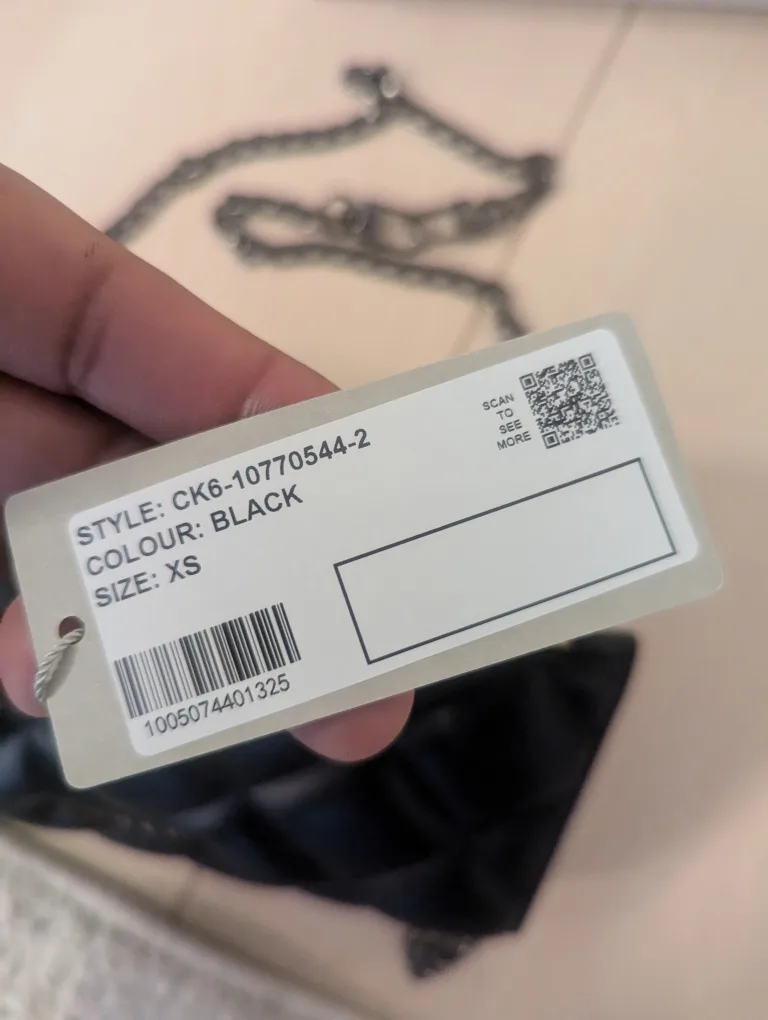 STYLE: CK6-10770544-2
COLOUR: BLACK
SIZE: XS
SCAN
TO
SEE
MORE
1005074401325